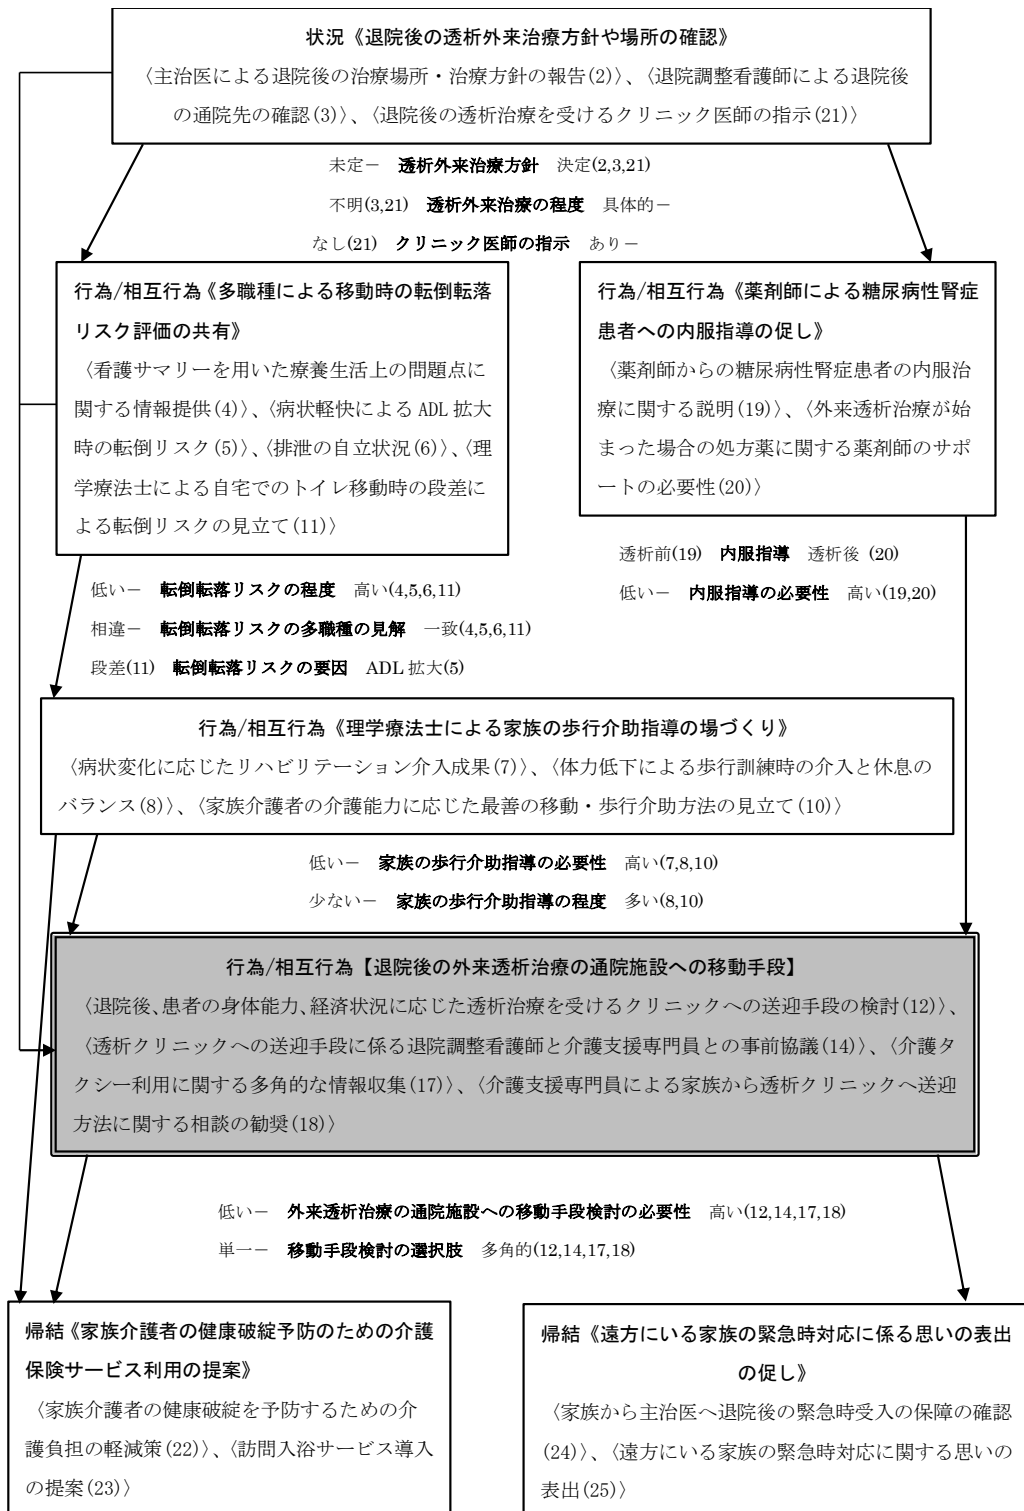 状況《退院後の透析外来治療方針や場所の確認》
〈主治医による退院後の治療場所・治療方針の報告(2)〉、〈退院調整看護師による退院後
の通院先の確認(3)〉、〈退院後の透析治療を受けるクリニック医師の指示(21)〉
未定－ 透析外来治療方針 決定(2,3,21)
不明(3,21) 透析外来治療の程度 具体的－
なし(21) クリニック医師の指示 あり－
行為/相互行為《多職種による移動時の転倒転落
リスク評価の共有》
〈看護サマリーを用いた療養生活上の問題点に
関する情報提供(4)〉、〈病状軽快による ADL 拡大
時の転倒リスク(5)〉、〈排泄の自立状況(6)〉、〈理
学療法士による自宅でのトイレ移動時の段差に
よる転倒リスクの見立て(11)〉
行為/相互行為《薬剤師による糖尿病性腎症
患者への内服指導の促し》
〈薬剤師からの糖尿病性腎症患者の内服治
療に関する説明(19)〉、〈外来透析治療が始
まった場合の処方薬に関する薬剤師のサポ
ートの必要性(20)〉
低い－ 転倒転落リスクの程度 高い(4,5,6,11)
相違－ 転倒転落リスクの多職種の見解 一致(4,5,6,11)
段差(11) 転倒転落リスクの要因 ADL 拡大(5)
透析前(19) 内服指導 透析後 (20)
低い－ 内服指導の必要性 高い(19,20)
行為/相互行為《理学療法士による家族の歩行介助指導の場づくり》
〈病状変化に応じたリハビリテーション介入成果(7)〉、〈体力低下による歩行訓練時の介入と休息の
バランス(8)〉、〈家族介護者の介護能力に応じた最善の移動・歩行介助方法の見立て(10)〉
低い－ 家族の歩行介助指導の必要性 高い(7,8,10)
少ない－ 家族の歩行介助指導の程度 多い(8,10)
行為/相互行為【退院後の外来透析治療の通院施設への移動手段】
〈退院後、患者の身体能力、経済状況に応じた透析治療を受けるクリニックへの送迎手段の検討(12)〉、
〈透析クリニックへの送迎手段に係る退院調整看護師と介護支援専門員との事前協議(14)〉、〈介護タ
クシー利用に関する多角的な情報収集(17)〉、〈介護支援専門員による家族から透析クリニックへ送迎
方法に関する相談の勧奨(18)〉
低い－ 外来透析治療の通院施設への移動手段検討の必要性 高い(12,14,17,18)
単一－ 移動手段検討の選択肢 多角的(12,14,17,18)
帰結《家族介護者の健康破綻予防のための介護
保険サービス利用の提案》
〈家族介護者の健康破綻を予防するための介
護負担の軽減策(22)〉、〈訪問入浴サービス導入
の提案(23)〉
帰結《遠方にいる家族の緊急時対応に係る思いの表出
の促し》
〈家族から主治医へ退院後の緊急時受入の保障の確認
(24)〉、〈遠方にいる家族の緊急時対応に関する思いの
表出(25)〉